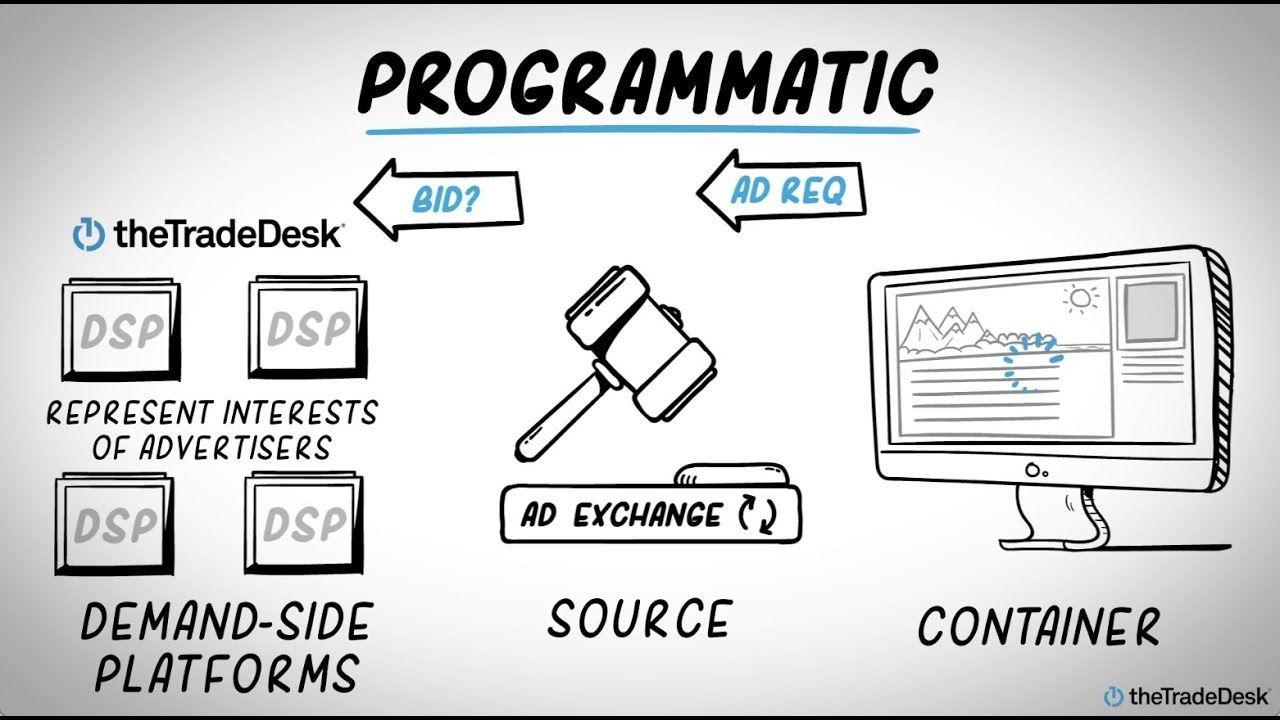 PROGRAMMATIC
BID?
AD REQ
theTradeDesk
DSP
DSP
REPRESENT INTERESTS
OF ADVERTISERS
DSP
DSP
AD EXCHANGE
DEMAND-SIDE
PLATFORMS
SOURCE
CONTAINER
theTradeDesk